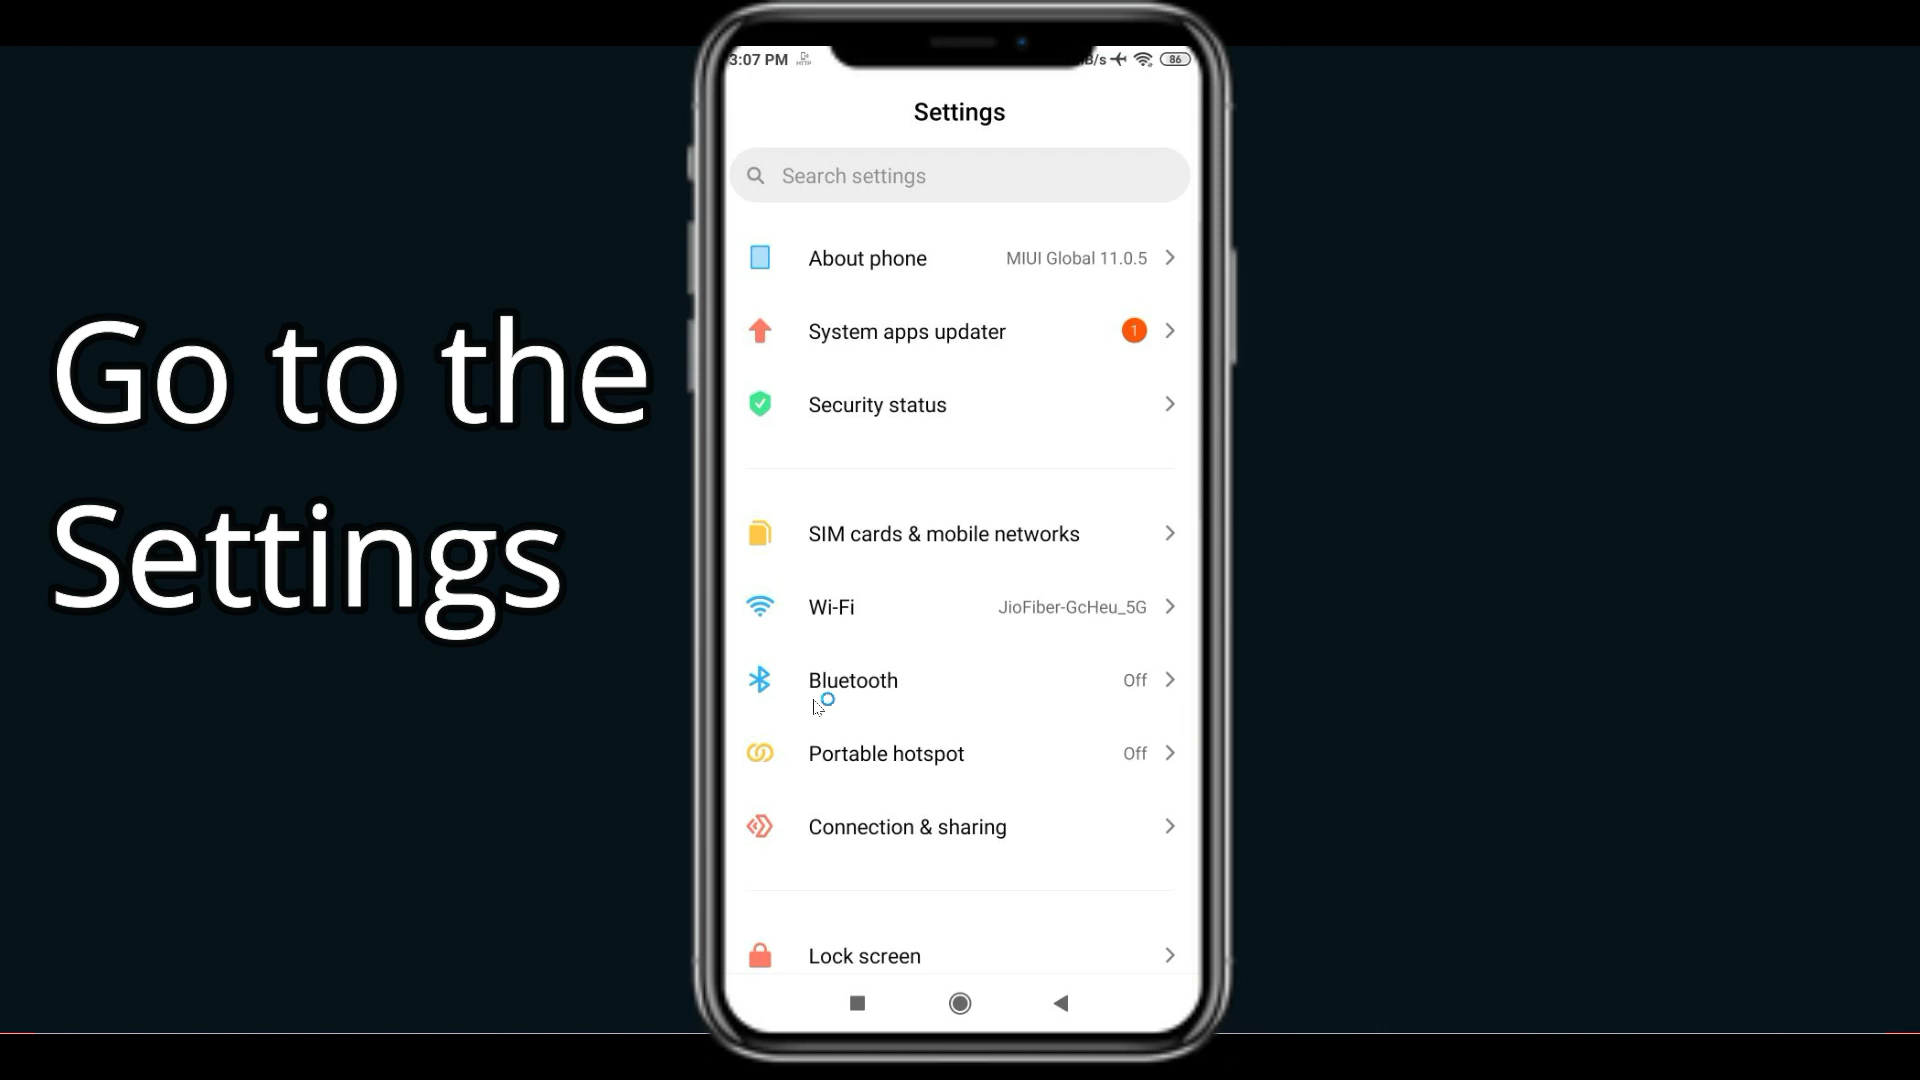 3:07 PM
B/s
86
Settings
Search settings
About phone
MIUI Global 11.0.5
System apps updater
1
Security status
Go to the
Settings
SIM cards & mobile networks
Wi-Fi
JioFiber-GcHeu_5G
Bluetooth
Off
Portable hotspot
Off
Connection & sharing
Lock screen